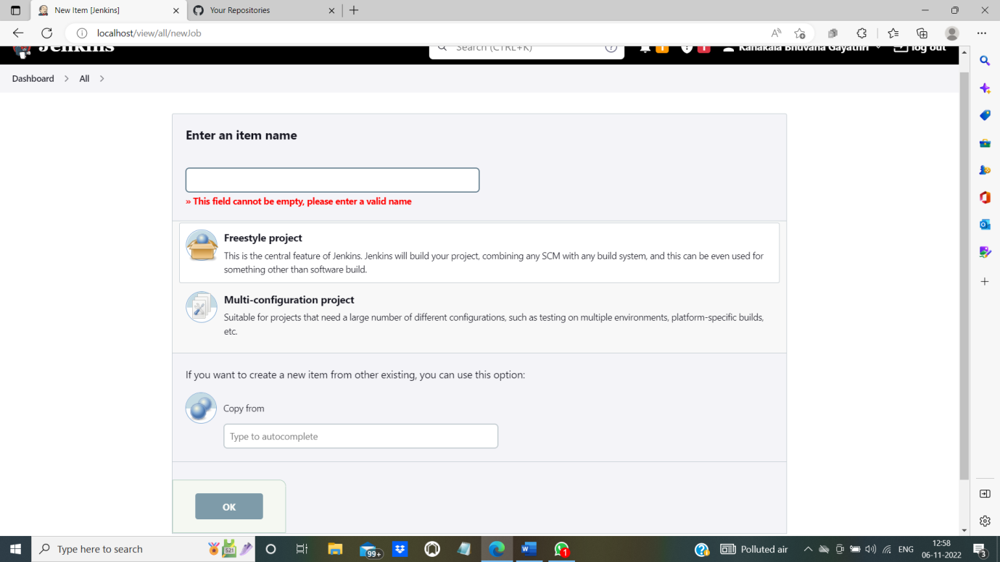 New Item [Jenkins]
Your Repositories
localhost/view/all/newJob
Jenkins
Search (CTRL+K)
1
1
Kanakala Bhuvana Gayathri
log out
Dashboard
All
Enter an item name
» This field cannot be empty, please enter a valid name
Freestyle project
This is the central feature of Jenkins. Jenkins will build your project, combining any SCM with any build system, and this can be even used for
something other than software build.
Multi-configuration project
Suitable for projects that need a large number of different configurations, such as testing on multiple environments, platform-specific builds,
etc.
If you want to create a new item from other existing, you can use this option:
Copy from
Type to autocomplete
OK
Type here to search
99+
1
Polluted air
ENG
12:58
06-11-2022
3